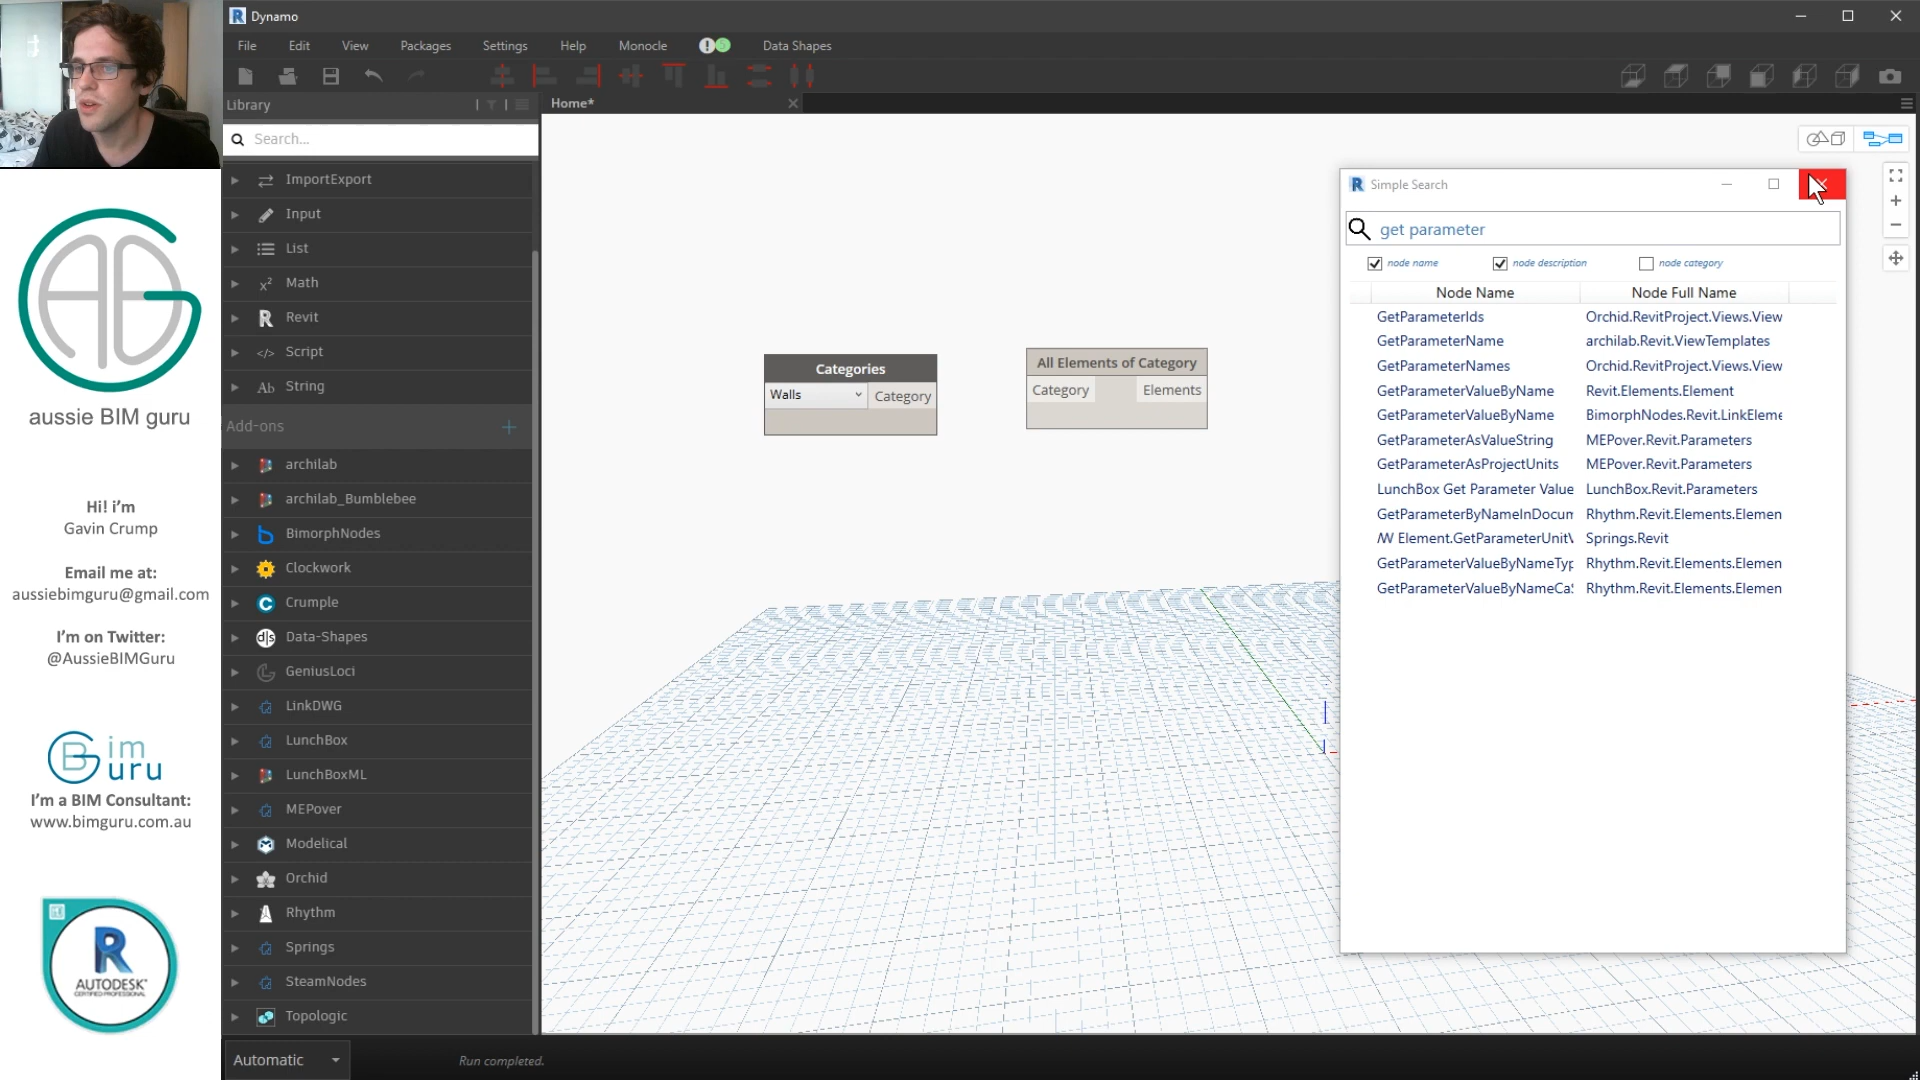 Dynamo
File Edit View Packages Settings Help Monocle Data Shapes
Library
Home*
Search...
ImportExport
Input
List
Math
Revit
Script
String
Add-ons
archilab
archilab_Bumblebee
BimorphNodes
Clockwork
Crumple
Data-Shapes
GeniusLoci
LinkDWG
LunchBox
LunchBoxML
MEPover
Modelical
Orchid
Rhythm
Springs
SteamNodes
Topologic
Automatic
Run completed.
Categories
Walls
Category
All Elements of Category
Category Elements
Simple Search
get parameter
node name node description node category
Node Name Node Full Name
GetParameterIds Orchid.RevitProject.Views.View
GetParameterName archilab.Revit.ViewTemplates
GetParameterNames Orchid.RevitProject.Views.View
GetParameterValueByName Revit.Elements.Element
GetParameterValueByName BimorphNodes.Revit.LinkEleme
GetParameterAsValueString MEPover.Revit.Parameters
GetParameterAsProjectUnits MEPover.Revit.Parameters
LunchBox Get Parameter Value LunchBox.Revit.Parameters
GetParameterByNameInDocum Rhythm.Revit.Elements.Elemen
Element.GetParameterUnit Springs.Revit
GetParameterValueByNameTyp Rhythm.Revit.Elements.Elemen
GetParameterValueByNameCa Rhythm.Revit.Elements.Elemen
aussie BIM guru
Hi! i'm
Gavin Crump
Email me at:
aussiebimguru@gmail.com
I'm on Twitter:
@AussieBIMGuru
Bim
Guru
I'm a BIM Consultant:
www.bimguru.com.au
R
AUTODESK
CERTIFIED PROFESSIONAL